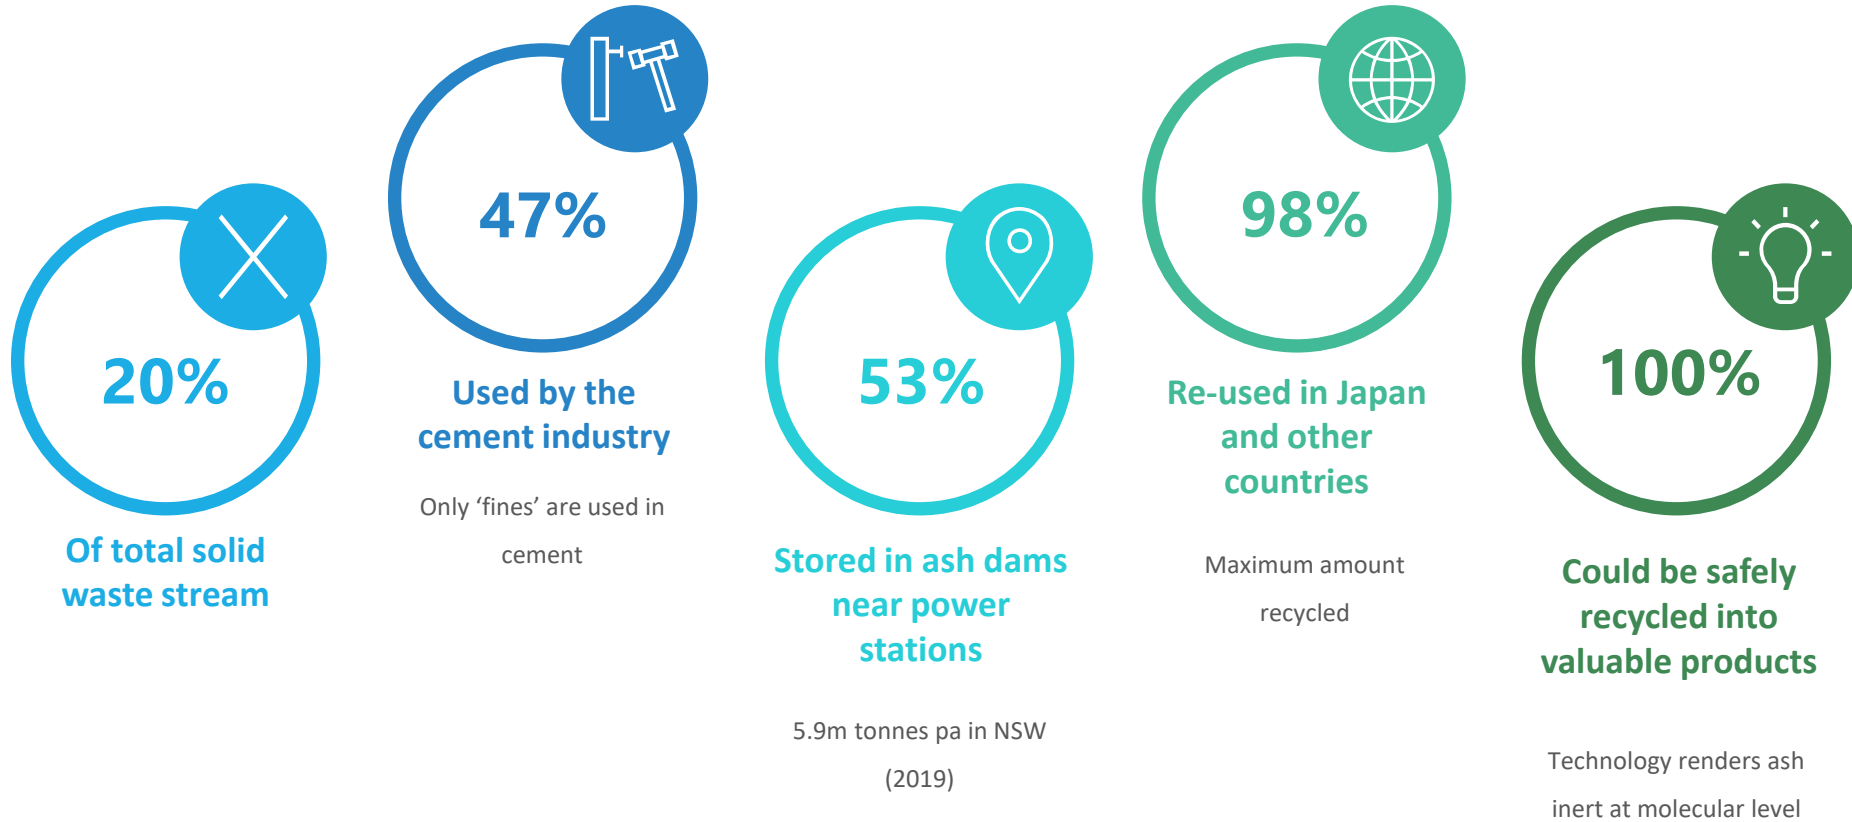 20%
Of total solid
waste stream
47%
Used by the
cement industry
Only ‘fines’ are used in
cement
53%
Stored in ash dams
near power
stations
5.9m tonnes pa in NSW
(2019)
98%
Re-used in Japan
and other
countries
Maximum amount
recycled
100%
Could be safely
recycled into
valuable products
Technology renders ash
inert at molecular level